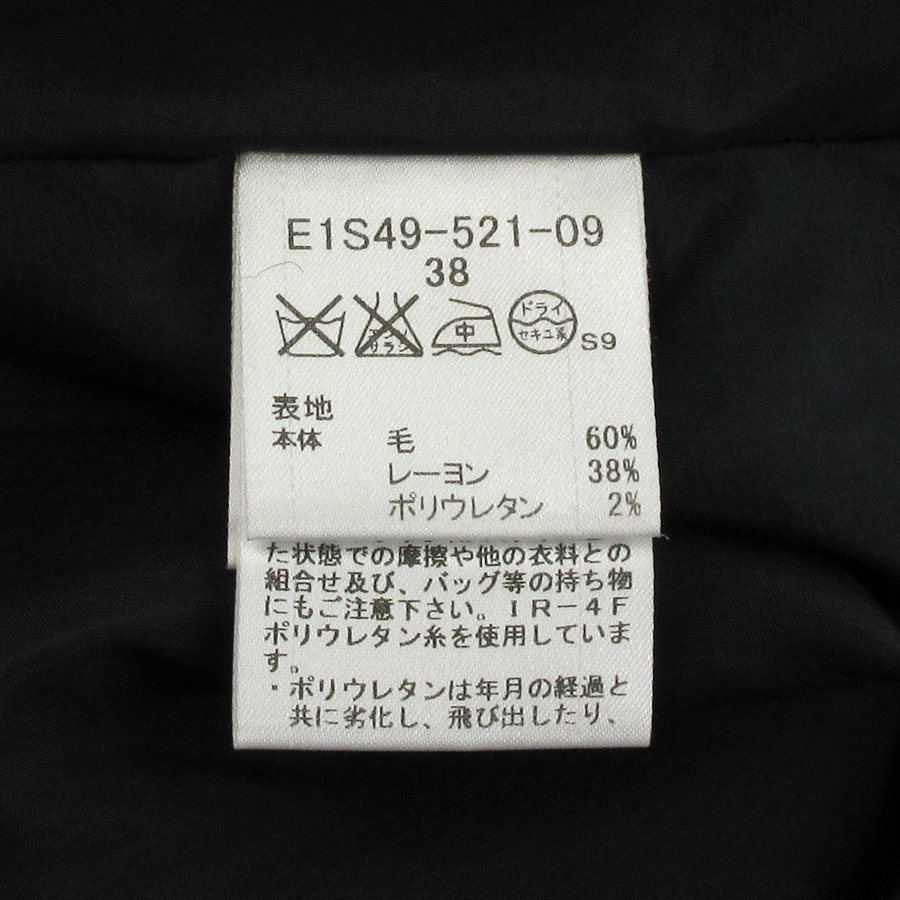 E1S49-521-09
38
サラシ
中
ドライ
セキユ系
S9
表地
本体 毛 60%
レーヨン 38%
ポリウレタン 2%
た状態での摩擦や他の衣料との
組合せ及び、バッグ等の持ち物
にもご注意下さい。IR-4F
ポリウレタン糸を使用していま
す。
・ポリウレタンは年月の経過と
共に劣化し、飛び出したり、